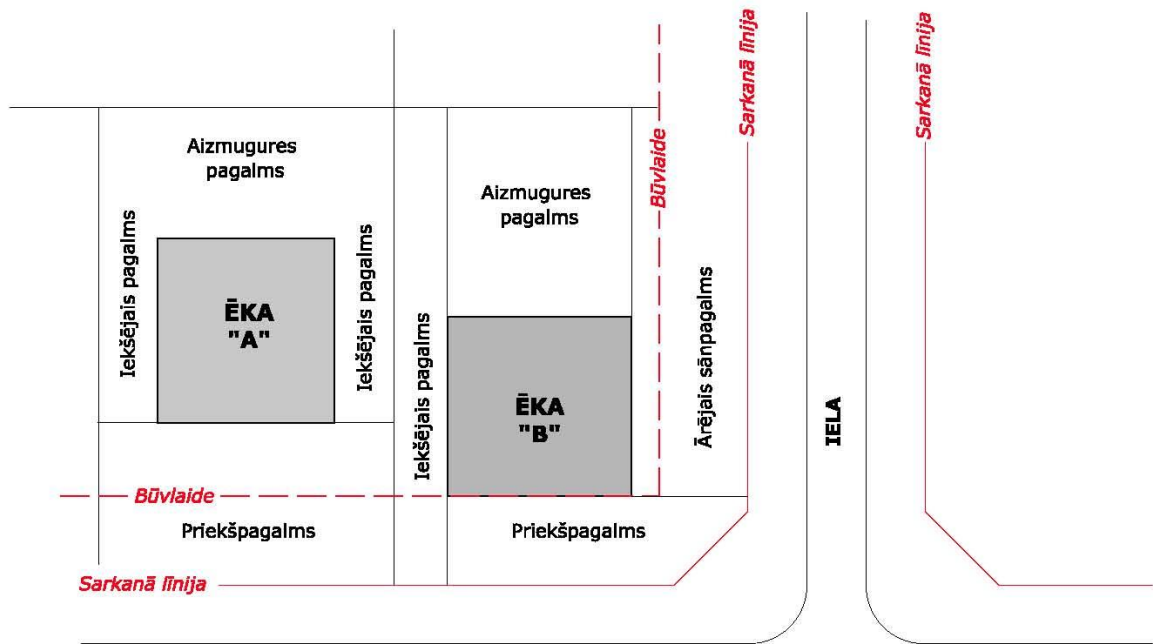 Sarkanā līnija
Sarkanā līnija
Būvlaide
Aizmugures
pagalms
Aizmugures
pagalms
Iekšējais pagalms
Iekšējais pagalms
Iekšējais pagalms
Ārējais sānpagalms
ĒKA
"A"
ĒKA
"B"
IELA
Būvlaide
Priekšpagalms
Priekšpagalms
Sarkanā līnija